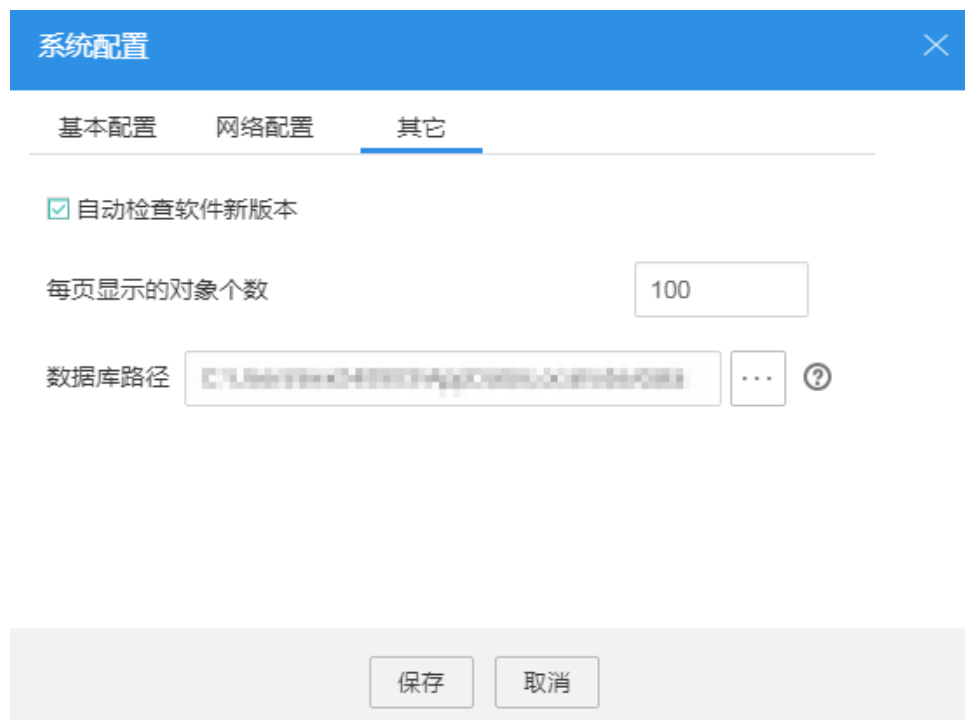 系统配置
基本配置 网络配置 其它
自动检查软件新版本
每页显示的对象个数 100
数据库路径 ...
保存 取消